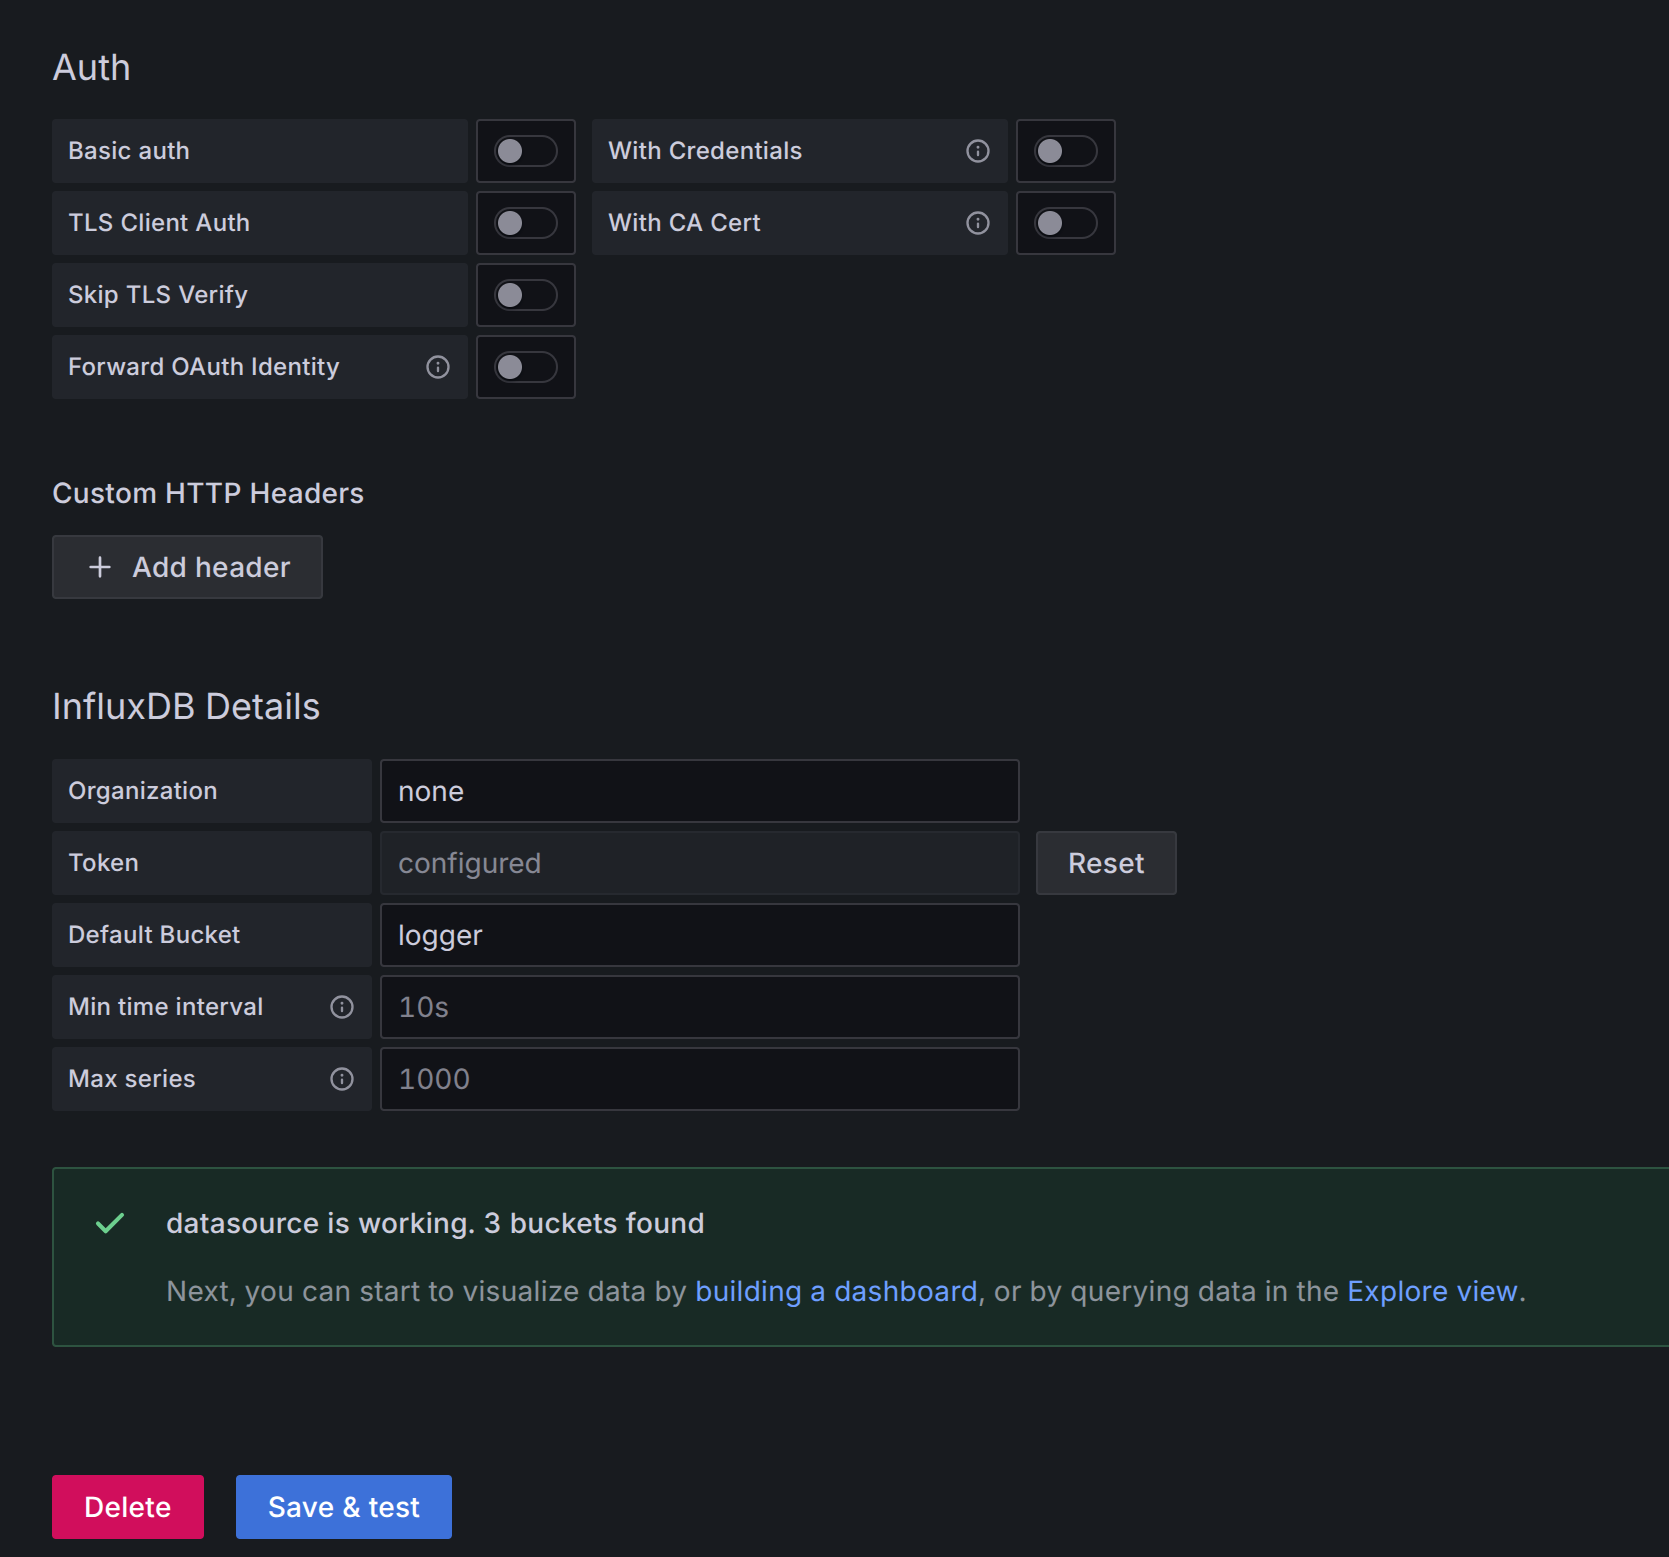 Auth
Basic auth
With Credentials
TLS Client Auth
With CA Cert
Skip TLS Verify
Forward OAuth Identity
Custom HTTP Headers
+ Add header
InfluxDB Details
Organization none
Token configured Reset
Default Bucket logger
Min time interval 10s
Max series 1000
datasource is working. 3 buckets found
Next, you can start to visualize data by building a dashboard, or by querying data in the Explore view.
Delete Save & test